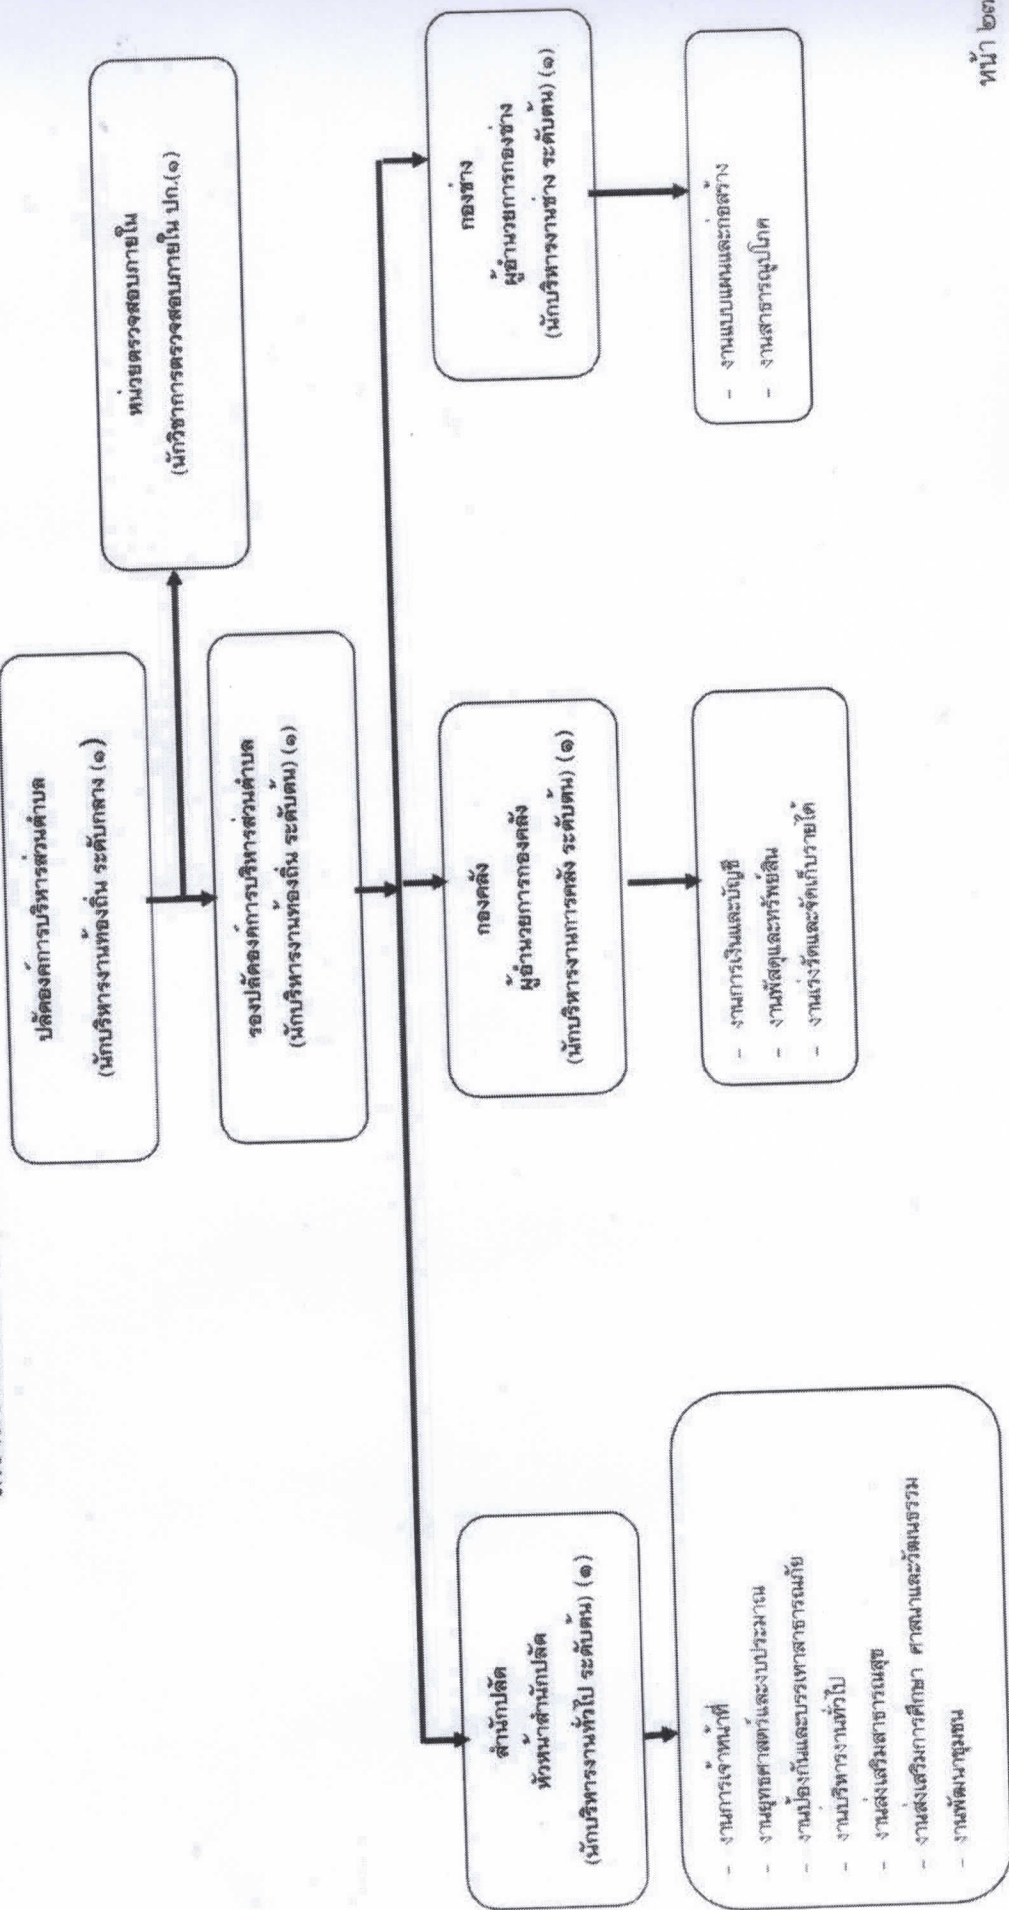 ปลัดองค์การบริหารส่วนตำบล
(นักบริหารงานท้องถิ่น ระดับกลาง (๑)
หน่วยตรวจสอบภายใน
(นักวิชาการตรวจสอบภายใน ปก.(๑)
รองปลัดองค์การบริหารส่วนตำบล
(นักบริหารงานท้องถิ่น ระดับต้น) (๑)
สำนักปลัด
หัวหน้าสำนักปลัด
(นักบริหารงานทั่วไป ระดับต้น) (๑)
กองคลัง
ผู้อำนวยการกองคลัง
(นักบริหารงานการคลัง ระดับต้น) (๑)
กองช่าง
ผู้อำนวยการกองช่าง
(นักบริหารงานช่าง ระดับต้น) (๑)
- งานการเจ้าหน้าที่
- งานยุทธศาสตร์และงบประมาณ
- งานป้องกันและบรรเทาสาธารณภัย
- งานบริหารงานทั่วไป
- งานส่งเสริมสาธารณสุข
- งานส่งเสริมการศึกษา ศาสนาและวัฒนธรรม
- งานพัฒนาชุมชน
- งานการเงินและบัญชี
- งานพัสดุและทรัพย์สิน
- งานเร่งรัดและจัดเก็บรายได้
- งานแบบแผนและก่อสร้าง
- งานสาธารณูปโภค
หน้า